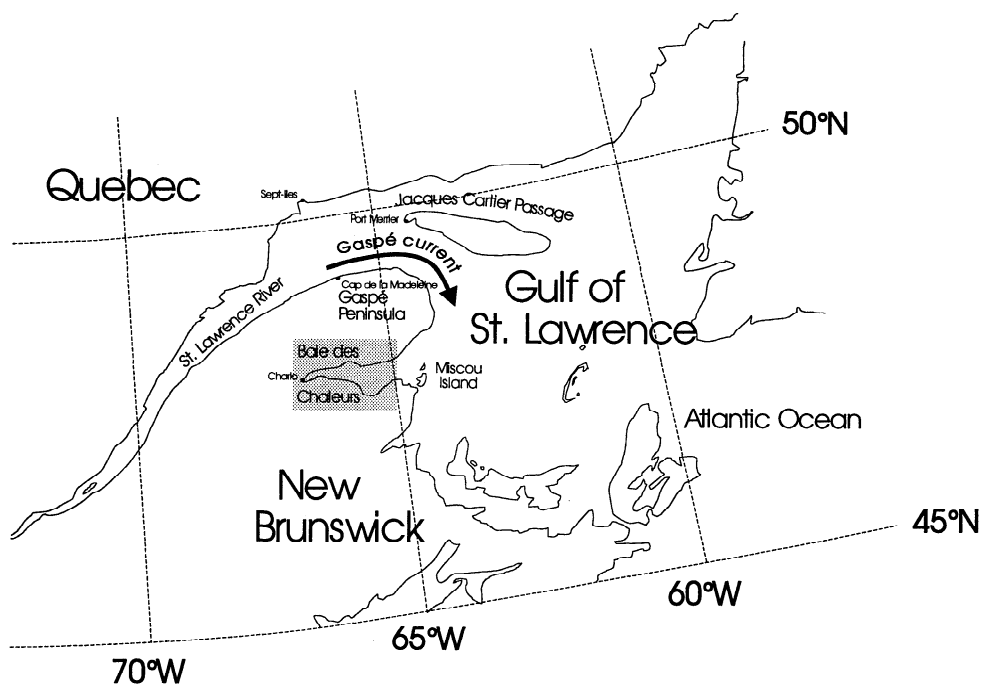 50°N
Quebec
Sept-Iles
Jacques Cartier Passage
Port Menier
Gaspé current
Cap de la Madeleine
Gaspé
Peninsula
Gulf of
St. Lawrence
St. Lawrence River
Baie des
Charlo
Chaleurs
Miscou
Island
Atlantic Ocean
New
Brunswick
45°N
60°W
65°W
70°W